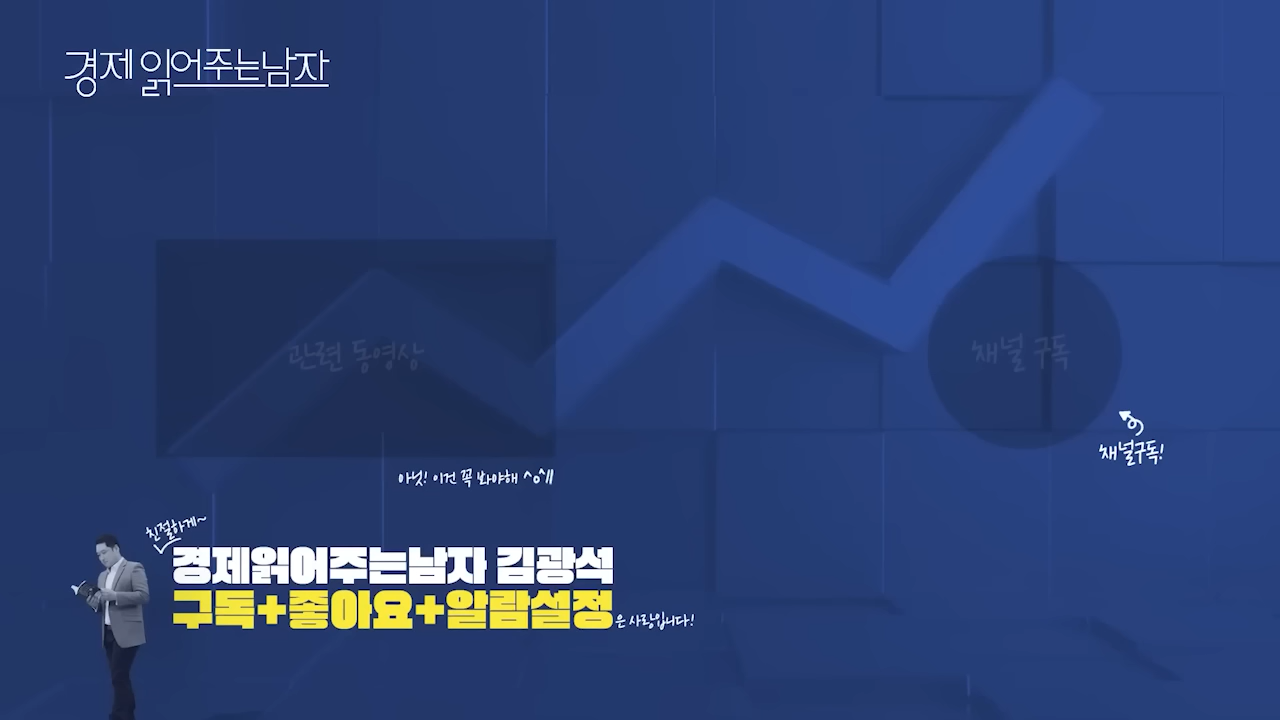 경제 읽어주는남자
관련 동영상
채널 구독
채널구독!
아닛! 이건 꼭 봐야해 ^o^//
친절하게~
경제읽어주는남자 김광석
구독+좋아요+알람설정은 사랑입니다!